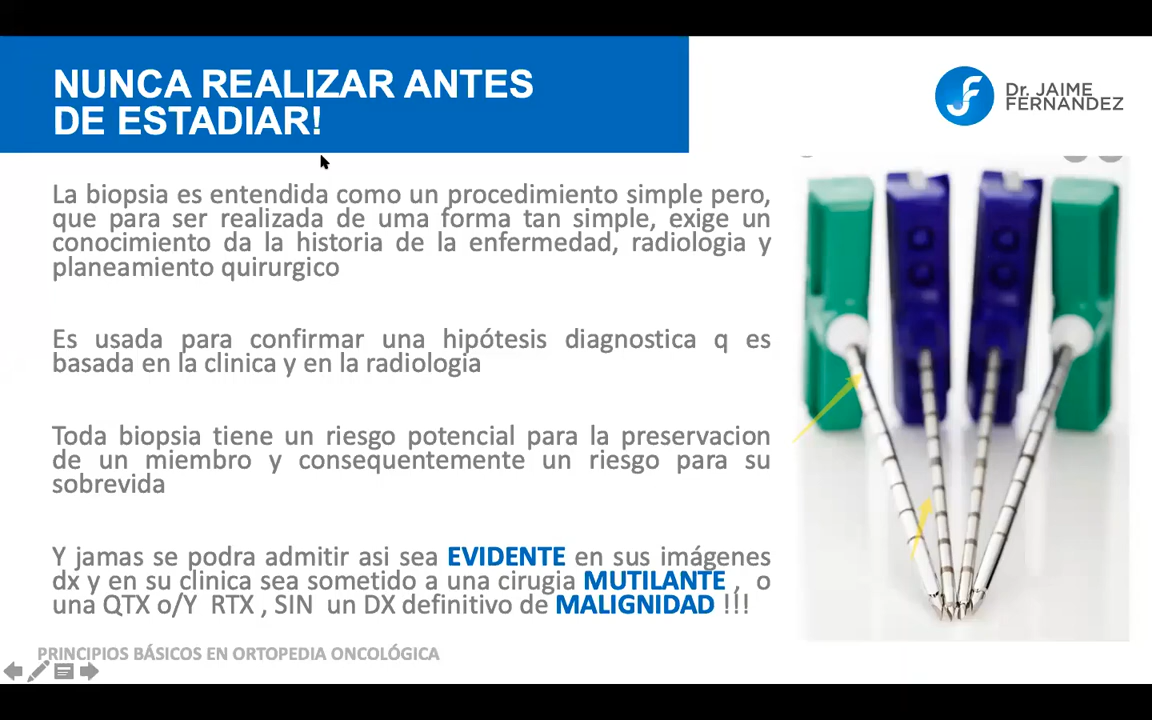 NUNCA REALIZAR ANTES
DE ESTADIAR!
Dr. JAIME
FERNANDEZ
La biopsia es entendida como un procedimiento simple pero,
que para ser realizada de uma forma tan simple, exige un
conocimiento da la historia de la enfermedad, radiologia y
planeamiento quirurgico
Es usada para confirmar una hipótesis diagnostica q es
basada en la clinica y en la radiologia
Toda biopsia tiene un riesgo potencial para la preservacion
de un miembro y consequentemente un riesgo para su
sobrevida
Y jamas se podra admitir asi sea EVIDENTE en sus imágenes
dx y en su clinica sea sometido a una cirugia MUTILANTE , o
una QTX o/Y RTX , SIN un DX definitivo de MALIGNIDAD !!!
PRINCIPIOS BÁSICOS EN ORTOPEDIA ONCOLÓGICA